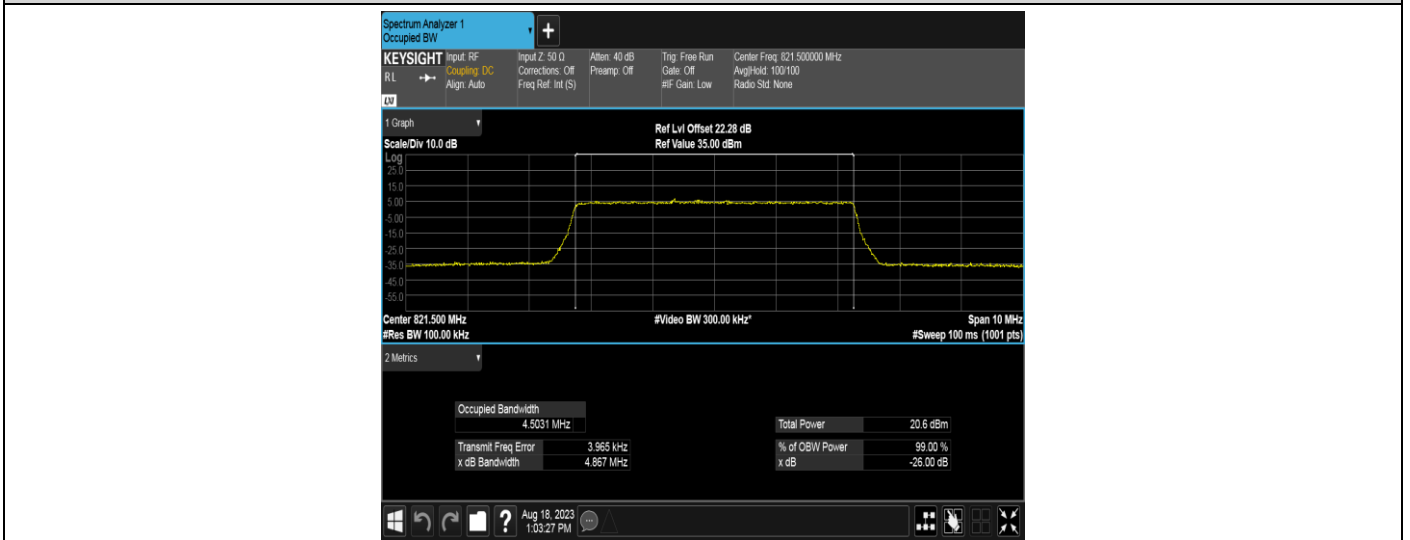 Spectrum Analyzer 1
Occupied BW
+
KEYSIGHT Input: RF Input Z: 50 Ω Atten: 40 dB Trig: Free Run Center Freq: 821.500000 MHz
RL Coupling: DC Corrections: Off Preamp: Off Gate: Off Avg|Hold: 100/100
Align: Auto Freq Ref: Int (S) #IF Gain: Low Radio Std: None
LXI
1 Graph
Ref Lvl Offset 22.28 dB
Scale/Div 10.0 dB Ref Value 35.00 dBm
Log
25.0
15.0
5.00
-5.00
-15.0
-25.0
-35.0
-45.0
-55.0
Center 821.500 MHz #Video BW 300.00 kHz* Span 10 MHz
#Res BW 100.00 kHz #Sweep 100 ms (1001 pts)
2 Metrics
Occupied Bandwidth
4.5031 MHz Total Power 20.6 dBm
Transmit Freq Error 3.965 kHz % of OBW Power 99.00 %
x dB Bandwidth 4.867 MHz x dB -26.00 dB
? Aug 18, 2023
1:03:27 PM